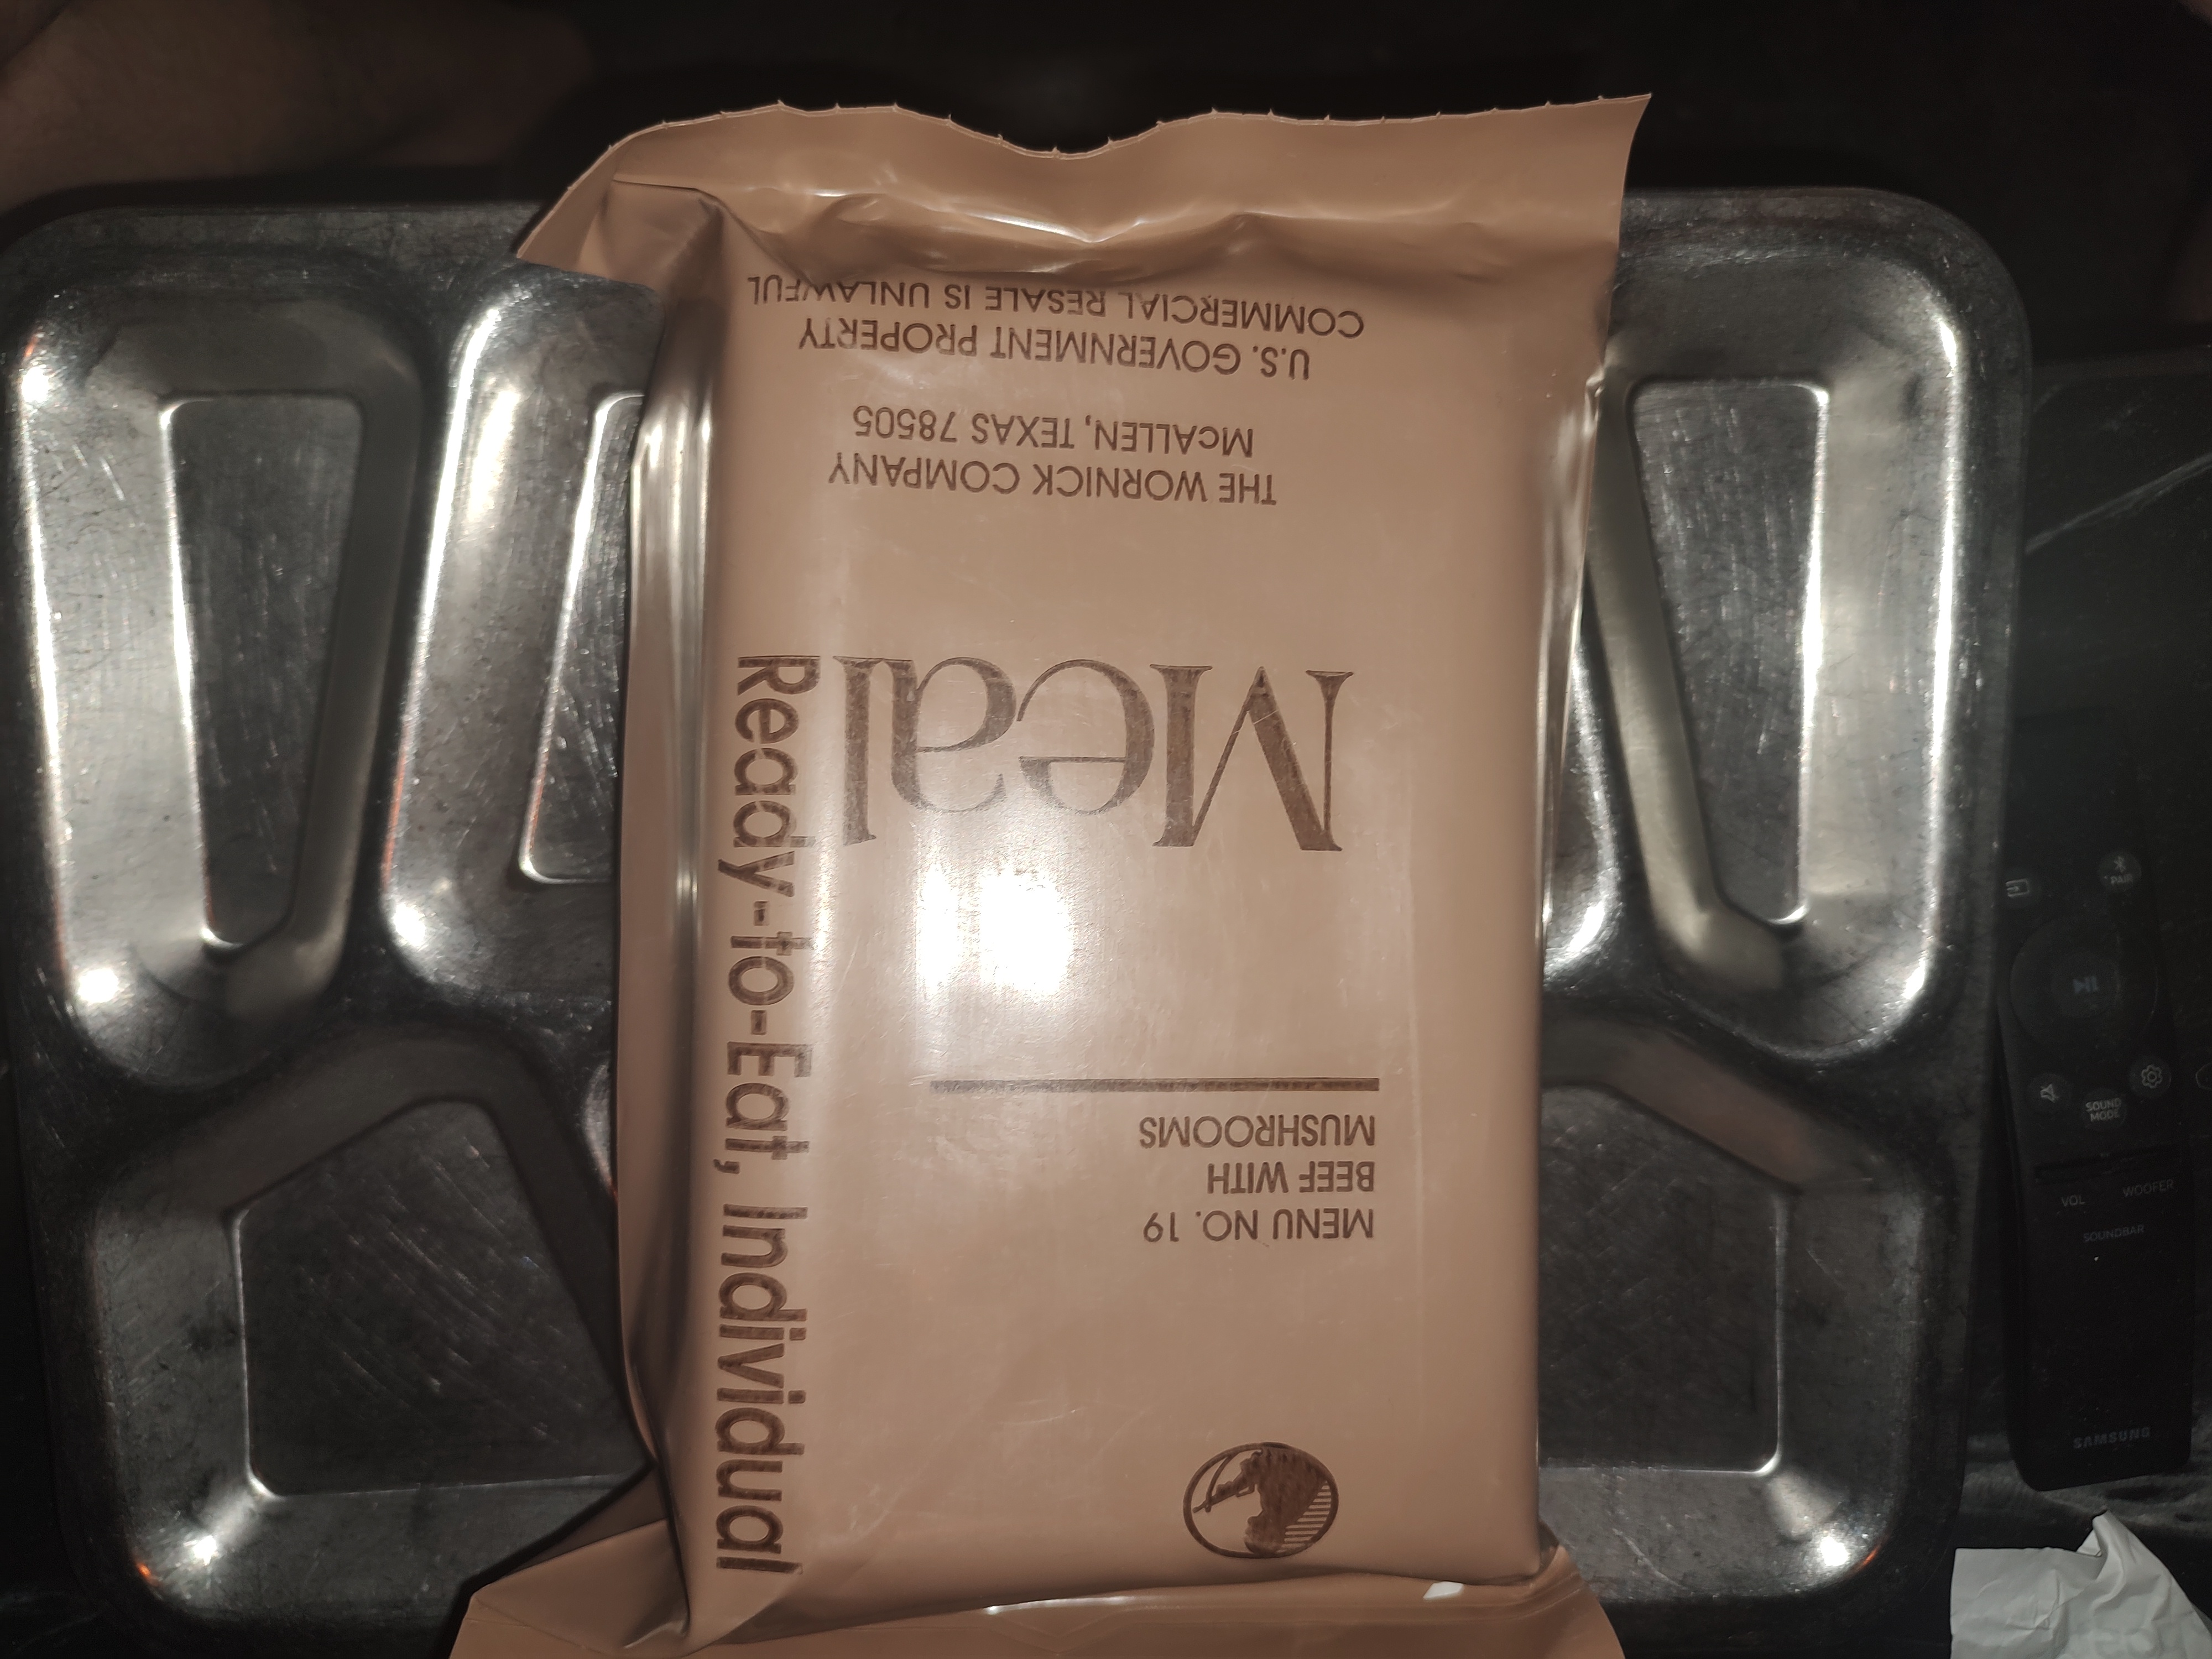 MENU NO. 19
BEEF WITH
MUSHROOMS
Meal
Ready-to-Eat, Individual
THE WORNICK COMPANY
McALLEN, TEXAS 78505
U.S. GOVERNMENT PROPERTY
COMMERCIAL RESALE IS UNLAWFUL
PAIR
SOUND
MODE
VOL
WOOFER
SOUNDBAR
SAMSUNG